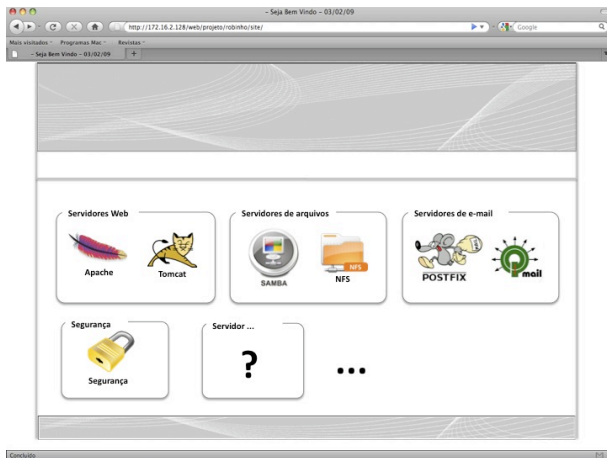 - Seja Bem Vindo - 03/02/09
http://172.16.2.128/web/projeto/robinho/site/
Google
Mais visitados Programas Mac Revistas
- Seja Bem Vindo - 03/02/09
Servidores Web
Servidores de arquivos
Servidores de e-mail
Apache
Tomcat
SAMBA
NFS
NFS
POSTFIX
Qmail
Segurança
Servidor ...
?
...
Segurança
Concluído